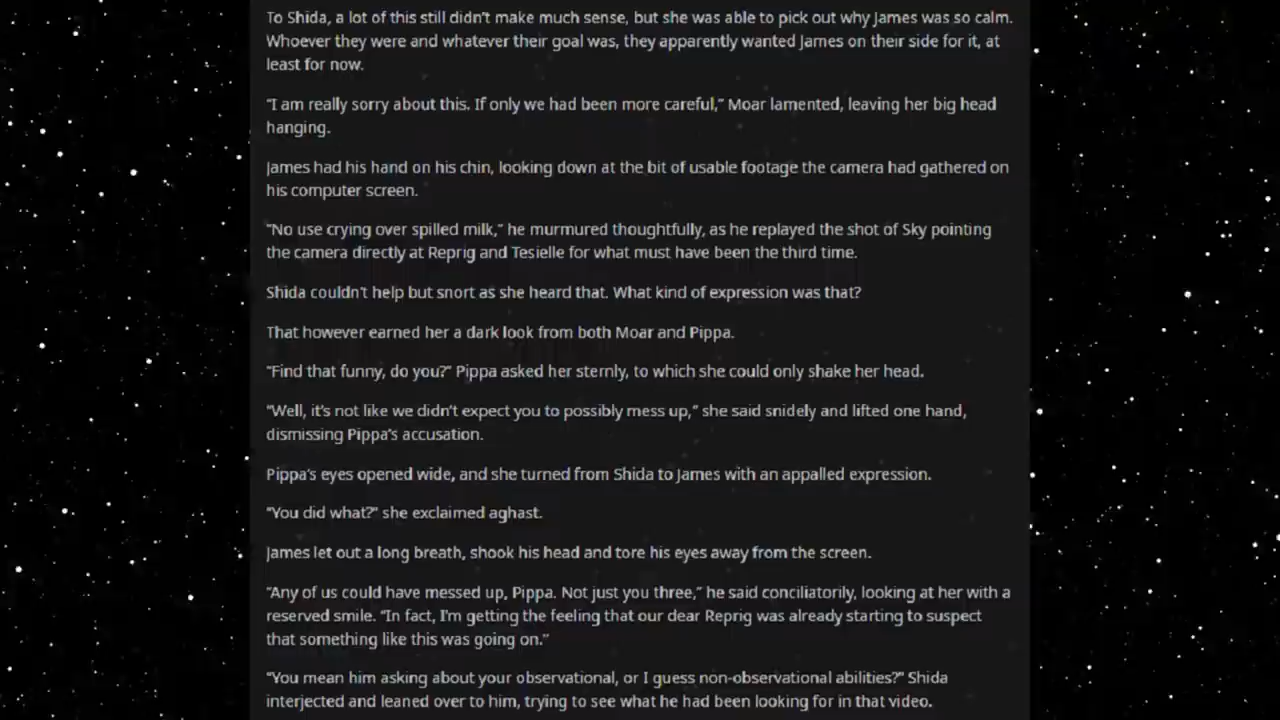 To Shida, a lot of this still didn't make much sense, but she was able to pick out why James was so calm.
Whoever they were and whatever their goal was, they apparently wanted James on their side for it, at
least for now.
“I am really sorry about this. If only we had been more careful,” Moar lamented, leaving her big head
hanging.
James had his hand on his chin, looking down at the bit of usable footage the camera had gathered on
his computer screen.
“No use crying over spilled milk,” he murmured thoughtfully, as he replayed the shot of Sky pointing
the camera directly at Reprig and Tesielle for what must have been the third time.
Shida couldn't help but snort as she heard that. What kind of expression was that?
That however earned her a dark look from both Moar and Pippa.
“Find that funny, do you?” Pippa asked her sternly, to which she could only shake her head.
“Well, it's not like we didn't expect you to possibly mess up,” she said snidely and lifted one hand,
dismissing Pippa's accusation.
Pippa's eyes opened wide, and she turned from Shida to James with an appalled expression.
“You did what?” she exclaimed aghast.
James let out a long breath, shook his head and tore his eyes away from the screen.
“Any of us could have messed up, Pippa. Not just you three,” he said conciliatorily, looking at her with a
reserved smile. “In fact, I'm getting the feeling that our dear Reprig was already starting to suspect
that something like this was going on.”
“You mean him asking about your observational, or I guess non-observational abilities?” Shida
interjected and leaned over to him, trying to see what he had been looking for in that video.